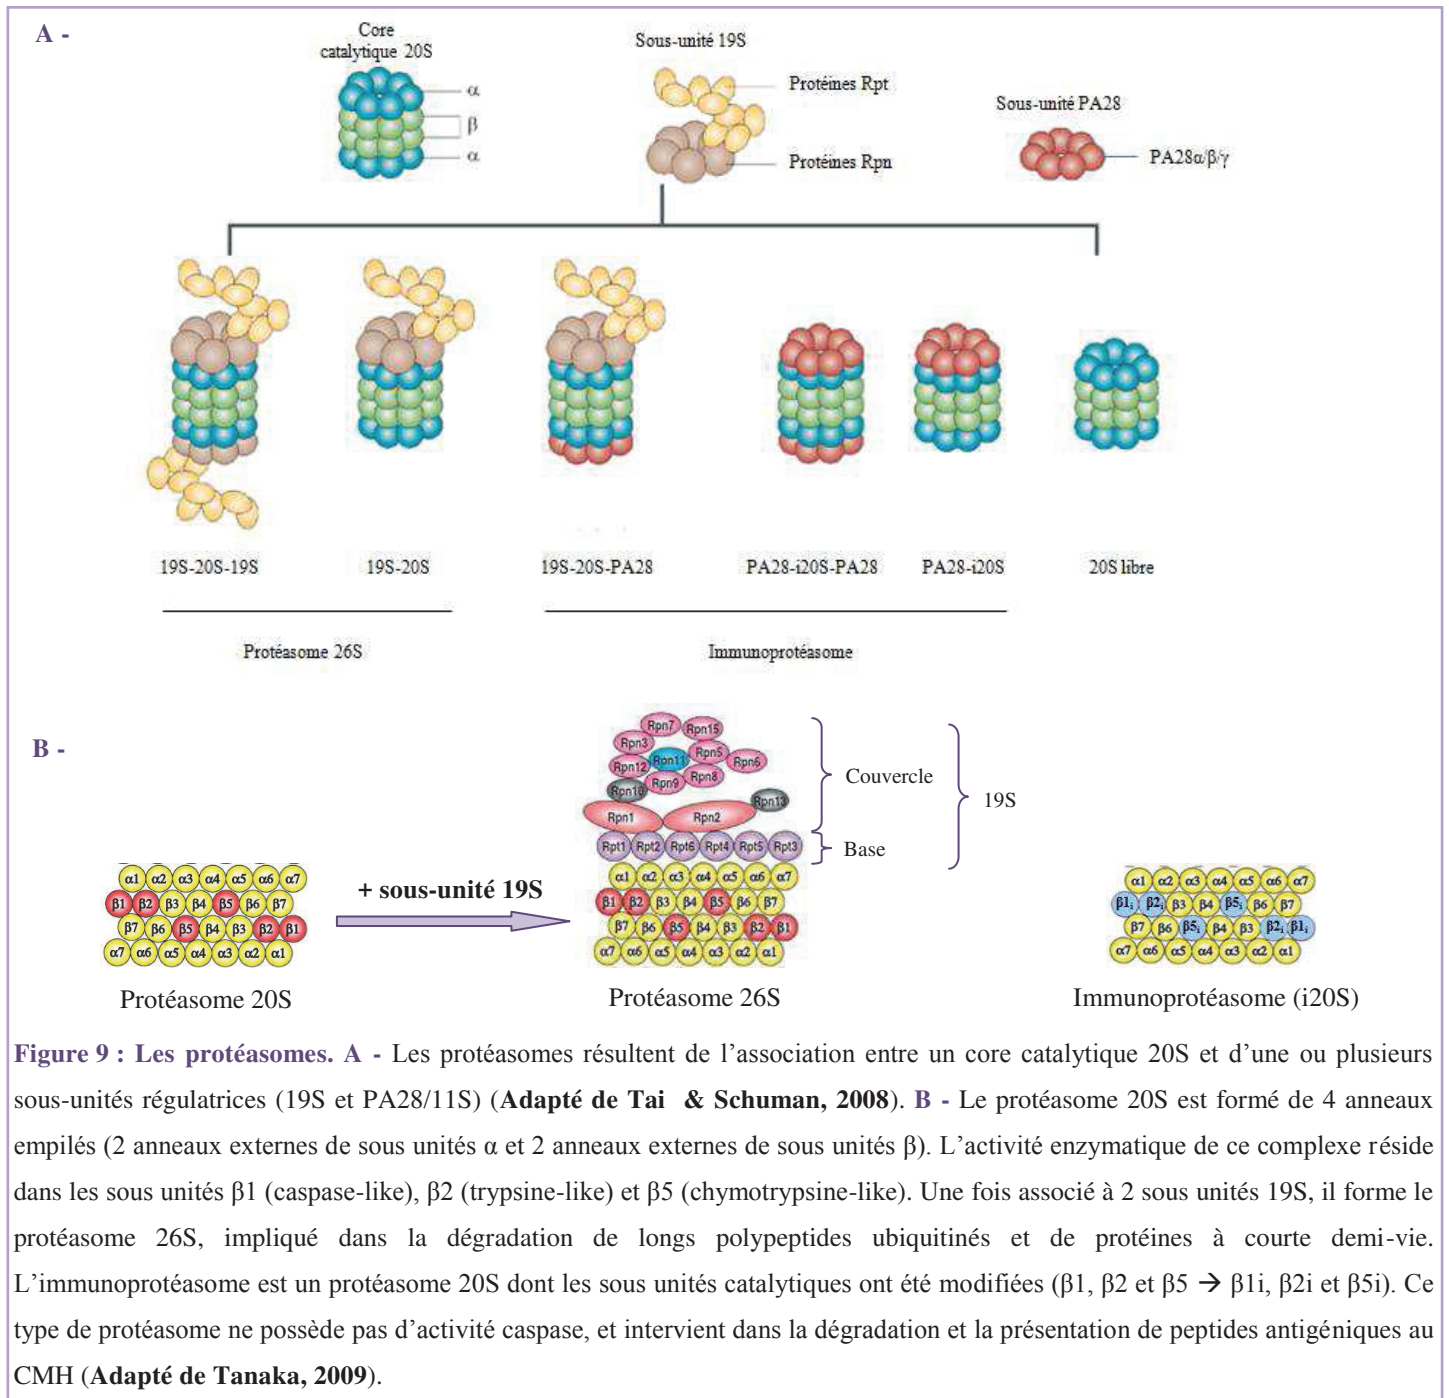 A -
Core
catalytique 20S
α
β
α
Sous-unité 19S
Protéines Rpt
Protéines Rpn
Sous-unité PA28
PA28α/β/γ
19S-20S-19S
19S-20S
19S-20S-PA28
PA28-i20S-PA28
PA28-i20S
20S libre
Protéasome 26S
Immunoprotéasome
B -
α1 α2 α3 α4 α5 α6 α7
β1 β2 β3 β4 β5 β6 β7
β7 β6 β5 β4 β3 β2 β1
α7 α6 α5 α4 α3 α2 α1
Protéasome 20S
+ sous-unité 19S
Rpn7 Rpn15
Rpn3
Rpn5
Rpn12 Rpn11 Rpn6
Rpn9 Rpn8
Rpn10
Rpn13
Rpn1 Rpn2
Rpt1 Rpt2 Rpt6 Rpt4 Rpt5 Rpt3
α1 α2 α3 α4 α5 α6 α7
β1 β2 β3 β4 β5 β6 β7
β7 β6 β5 β4 β3 β2 β1
α7 α6 α5 α4 α3 α2 α1
Protéasome 26S
Couvercle
Base
19S
α1 α2 α3 α4 α5 α6 α7
β1i β2i β3 β4 β5i β6 β7
β7 β6 β5i β4 β3 β2i β1i
α7 α6 α5 α4 α3 α2 α1
Immunoprotéasome (i20S)
Figure 9 : Les protéasomes. A - Les protéasomes résultent de l'association entre un core catalytique 20S et d'une ou plusieurs
sous-unités régulatrices (19S et PA28/11S) (Adapté de Tai & Schuman, 2008). B - Le protéasome 20S est formé de 4 anneaux
empilés (2 anneaux externes de sous unités α et 2 anneaux externes de sous unités β). L'activité enzymatique de ce complexe réside
dans les sous unités β1 (caspase-like), β2 (trypsine-like) et β5 (chymotrypsine-like). Une fois associé à 2 sous unités 19S, il forme le
protéasome 26S, impliqué dans la dégradation de longs polypeptides ubiquitinés et de protéines à courte demi-vie.
L'immunoprotéasome est un protéasome 20S dont les sous unités catalytiques ont été modifiées (β1, β2 et β5 → β1i, β2i et β5i). Ce
type de protéasome ne possède pas d'activité caspase, et intervient dans la dégradation et la présentation de peptides antigéniques au
CMH (Adapté de Tanaka, 2009).